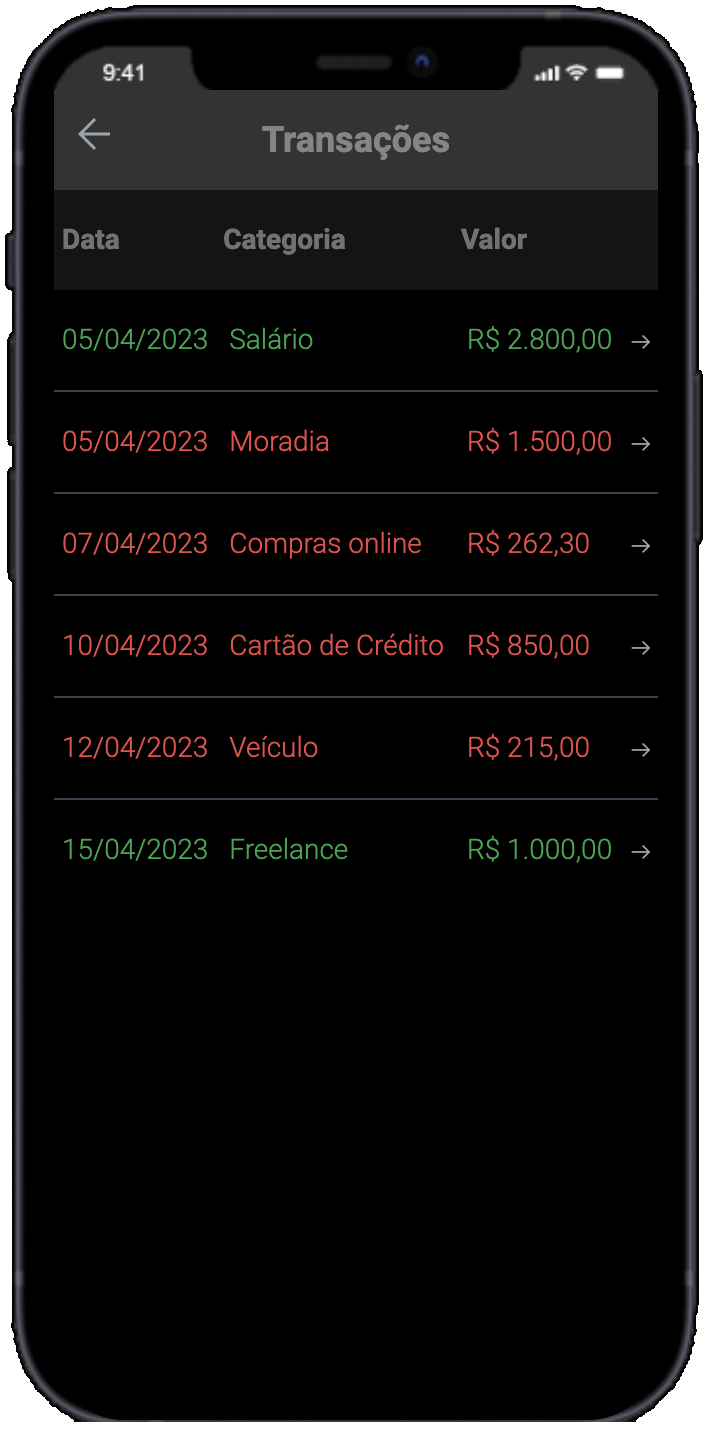 9:41
Transações
Data Categoria Valor
05/04/2023 Salário R$ 2.800,00 →
05/04/2023 Moradia R$ 1.500,00 →
07/04/2023 Compras online R$ 262,30 →
10/04/2023 Cartão de Crédito R$ 850,00 →
12/04/2023 Veículo R$ 215,00 →
15/04/2023 Freelance R$ 1.000,00 →